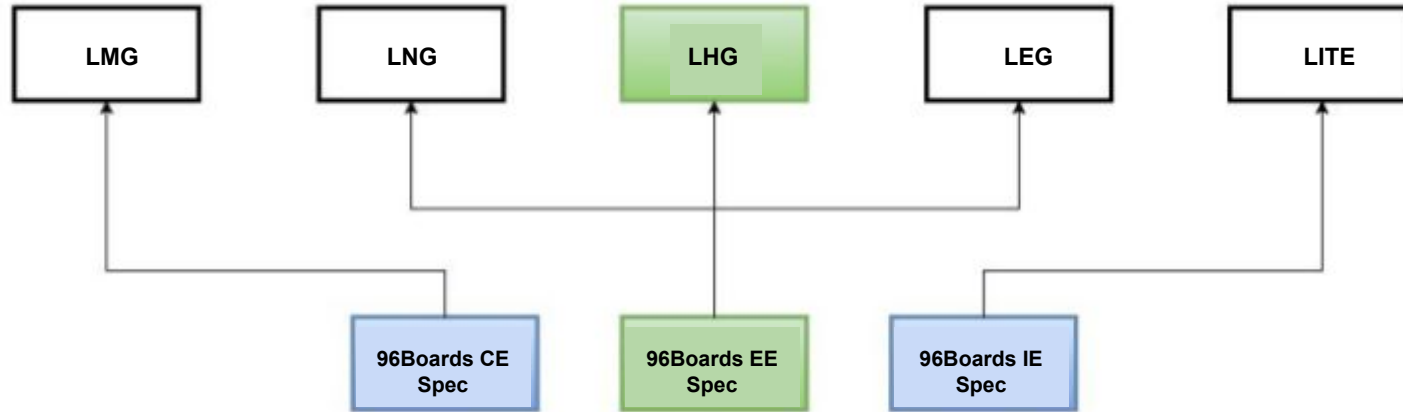 LMG
LNG
LHG
LEG
LITE
96Boards CE
Spec
96Boards EE
Spec
96Boards IE
Spec